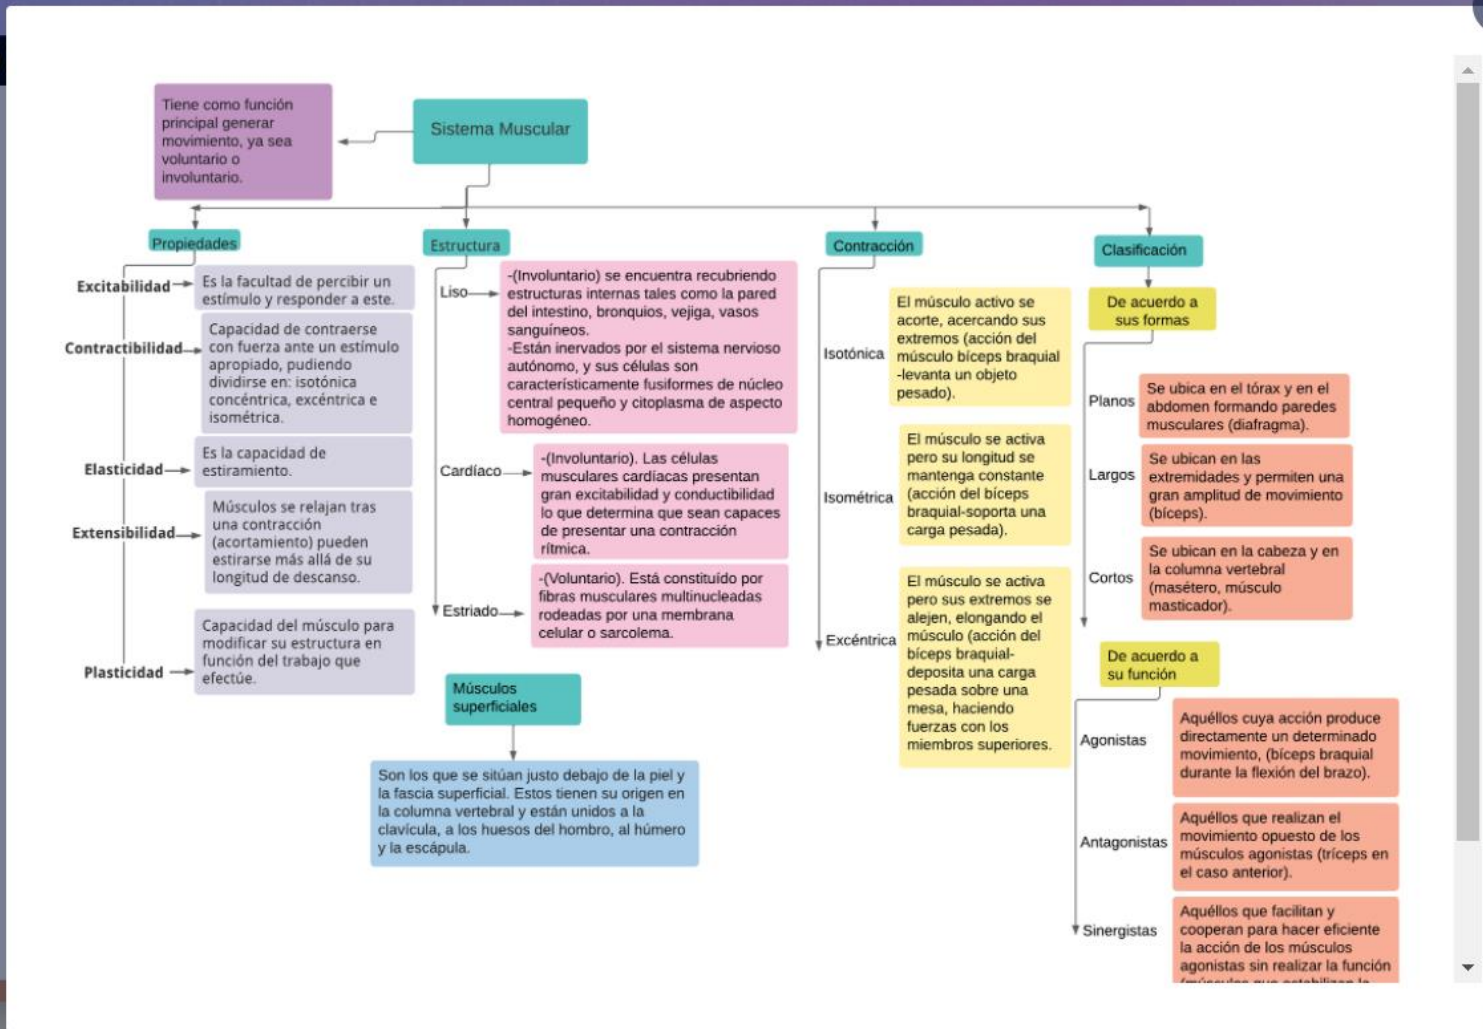 Tiene como función
principal generar
movimiento, ya sea
voluntario o
involuntario.
Sistema Muscular
Propiedades
Excitabilidad
Es la facultad de percibir un
estímulo y responder a este.
Contractibilidad
Capacidad de contraerse
con fuerza ante un estímulo
apropiado, pudiendo
dividirse en: isotónica
concéntrica, excéntrica e
isométrica.
Elasticidad
Es la capacidad de
estiramiento.
Extensibilidad
Músculos se relajan tras
una contracción
(acortamiento) pueden
estirarse más allá de su
longitud de descanso.
Plasticidad
Capacidad del músculo para
modificar su estructura en
función del trabajo que
efectúe.
Estructura
Liso
-(Involuntario) se encuentra recubriendo
estructuras internas tales como la pared
del intestino, bronquios, vejiga, vasos
sanguíneos.
-Están inervados por el sistema nervioso
autónomo, y sus células son
característicamente fusiformes de núcleo
central pequeño y citoplasma de aspecto
homogéneo.
Cardíaco
-(Involuntario). Las células
musculares cardíacas presentan
gran excitabilidad y conductibilidad
lo que determina que sean capaces
de presentar una contracción
rítmica.
Estriado
-(Voluntario). Está constituído por
fibras musculares multinucleadas
rodeadas por una membrana
celular o sarcolema.
Músculos
superficiales
Son los que se sitúan justo debajo de la piel y
la fascia superficial. Estos tienen su origen en
la columna vertebral y están unidos a la
clavícula, a los huesos del hombro, al húmero
y la escápula.
Contracción
Isotónica
El músculo activo se
acorte, acercando sus
extremos (acción del
músculo bíceps braquial
-levanta un objeto
pesado).
Isométrica
El músculo se activa
pero su longitud se
mantenga constante
(acción del bíceps
braquial-soporta una
carga pesada).
Excéntrica
El músculo se activa
pero sus extremos se
alejen, elongando el
músculo (acción del
bíceps braquial-
deposita una carga
pesada sobre una
mesa, haciendo
fuerzas con los
miembros superiores.
Clasificación
De acuerdo a
sus formas
Planos
Se ubica en el tórax y en el
abdomen formando paredes
musculares (diafragma).
Largos
Se ubican en las
extremidades y permiten una
gran amplitud de movimiento
(bíceps).
Cortos
Se ubican en la cabeza y en
la columna vertebral
(masétero, músculo
masticador).
De acuerdo a
su función
Agonistas
Aquéllos cuya acción produce
directamente un determinado
movimiento, (bíceps braquial
durante la flexión del brazo).
Antagonistas
Aquéllos que realizan el
movimiento opuesto de los
músculos agonistas (tríceps en
el caso anterior).
Sinergistas
Aquéllos que facilitan y
cooperan para hacer eficiente
la acción de los músculos
agonistas sin realizar la función